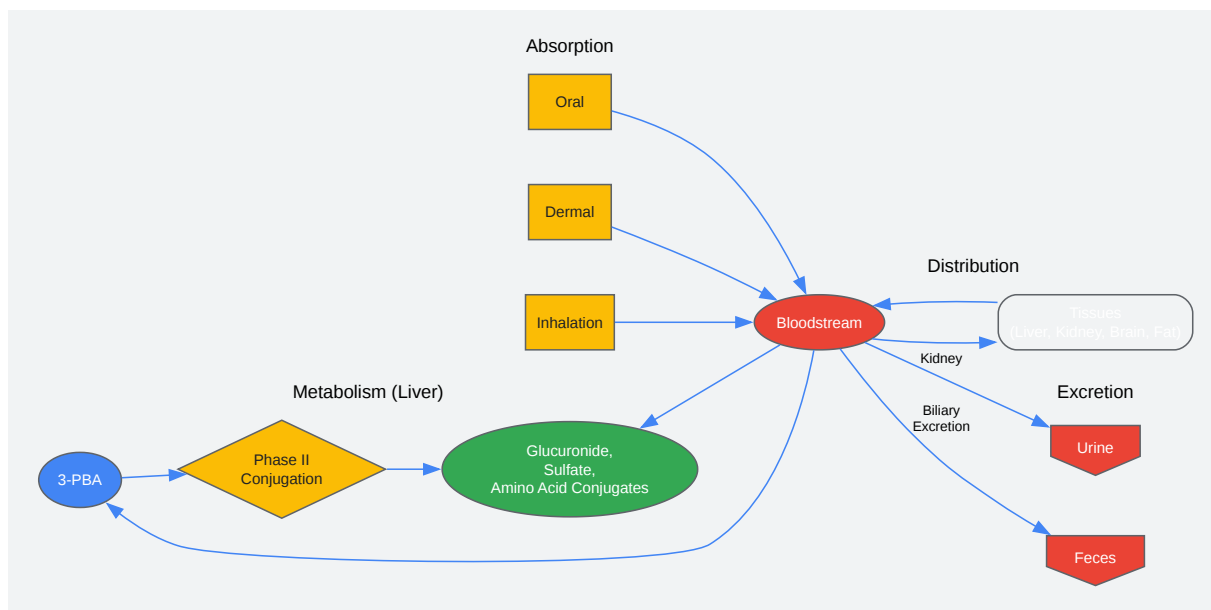 Absorption
Oral
Dermal
Inhalation
Bloodstream
Distribution
Tissues
(Liver, Kidney, Brain, Fat)
Kidney
Biliary
Excretion
Excretion
Urine
Feces
Metabolism (Liver)
3-PBA
Phase II
Conjugation
Glucuronide,
Sulfate,
Amino Acid Conjugates